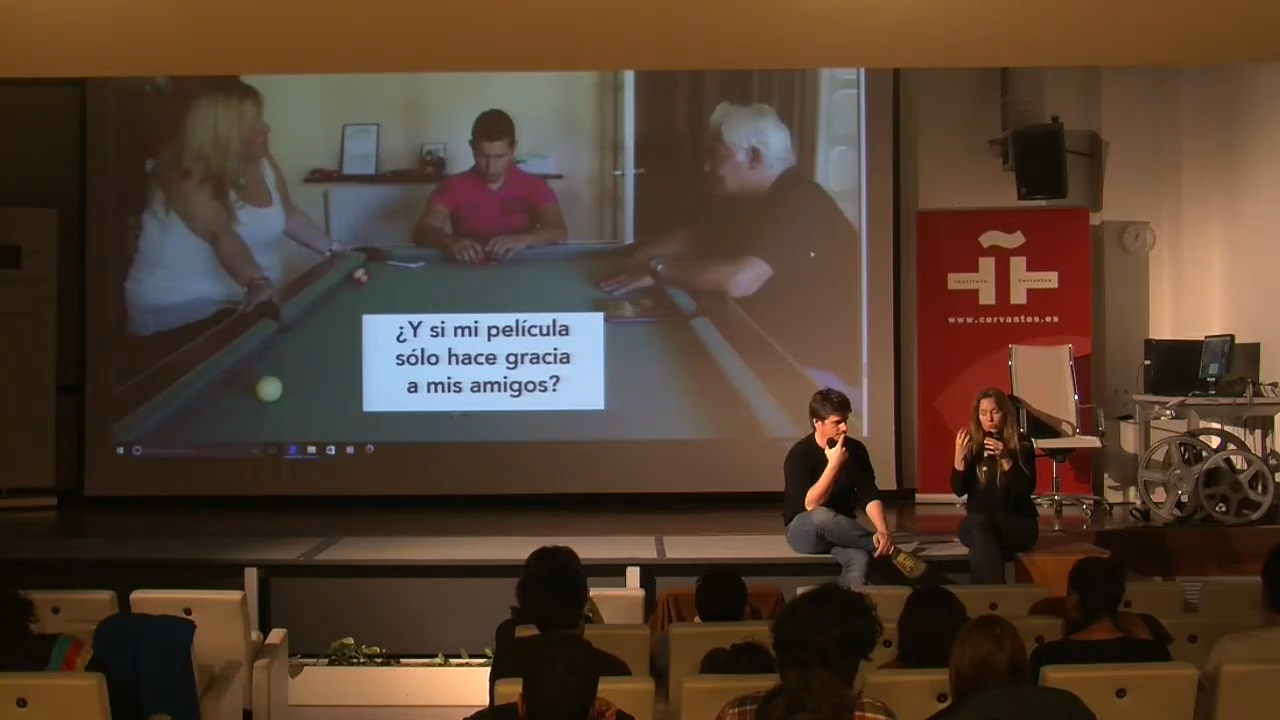 ¿Y si mi película
sólo hace gracia
a mis amigos?
Instituto Cervantes
www.cervantes.es